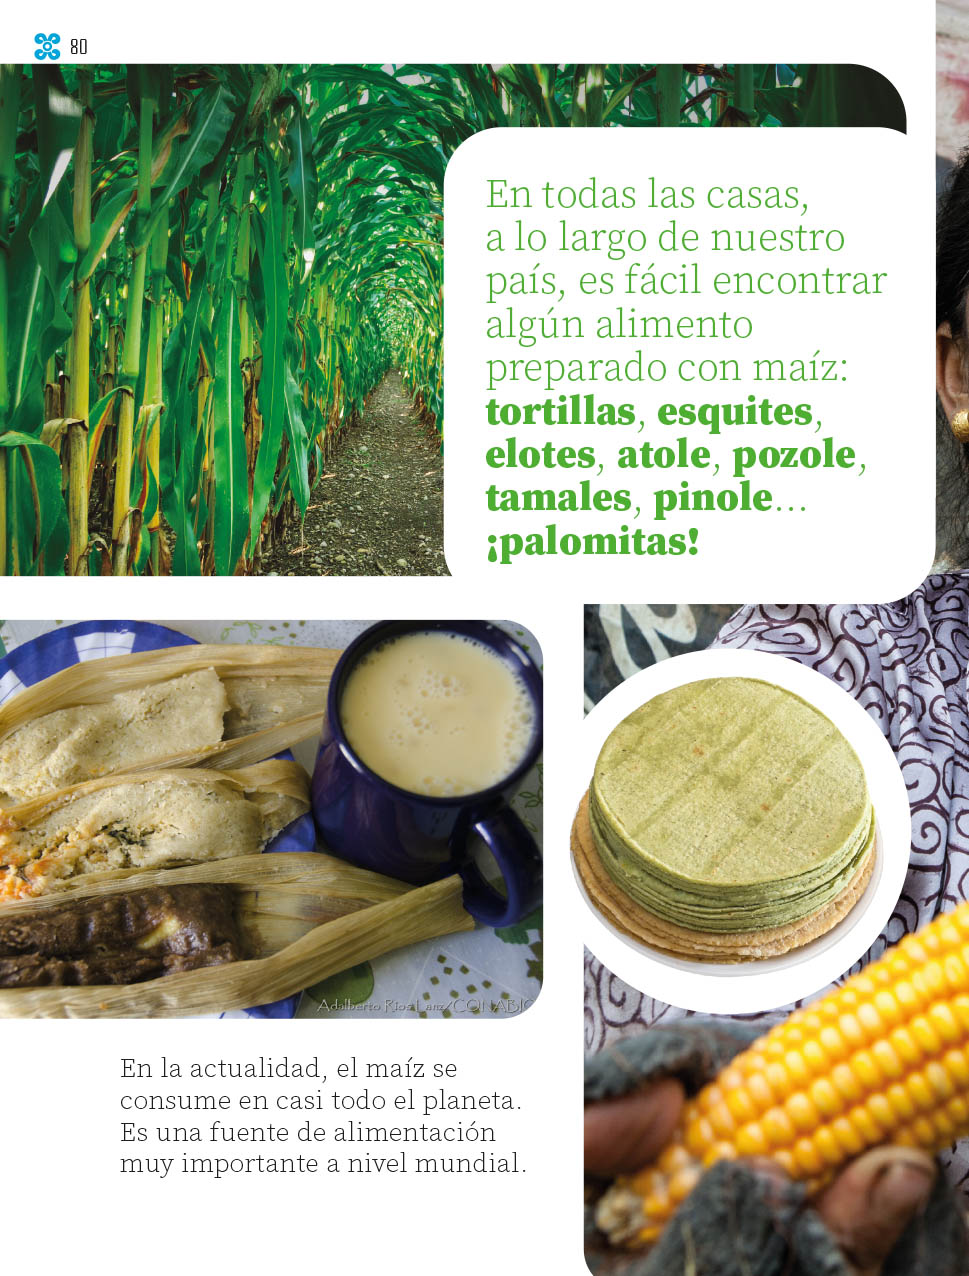 80
En todas las casas,
a lo largo de nuestro
país, es fácil encontrar
algún alimento
preparado con maíz:
tortillas, esquites,
elotes, atole, pozole,
tamales, pinole...
¡palomitas!
Adalberto Ríos Lanz/CONABIO
En la actualidad, el maíz se
consume en casi todo el planeta.
Es una fuente de alimentación
muy importante a nivel mundial.